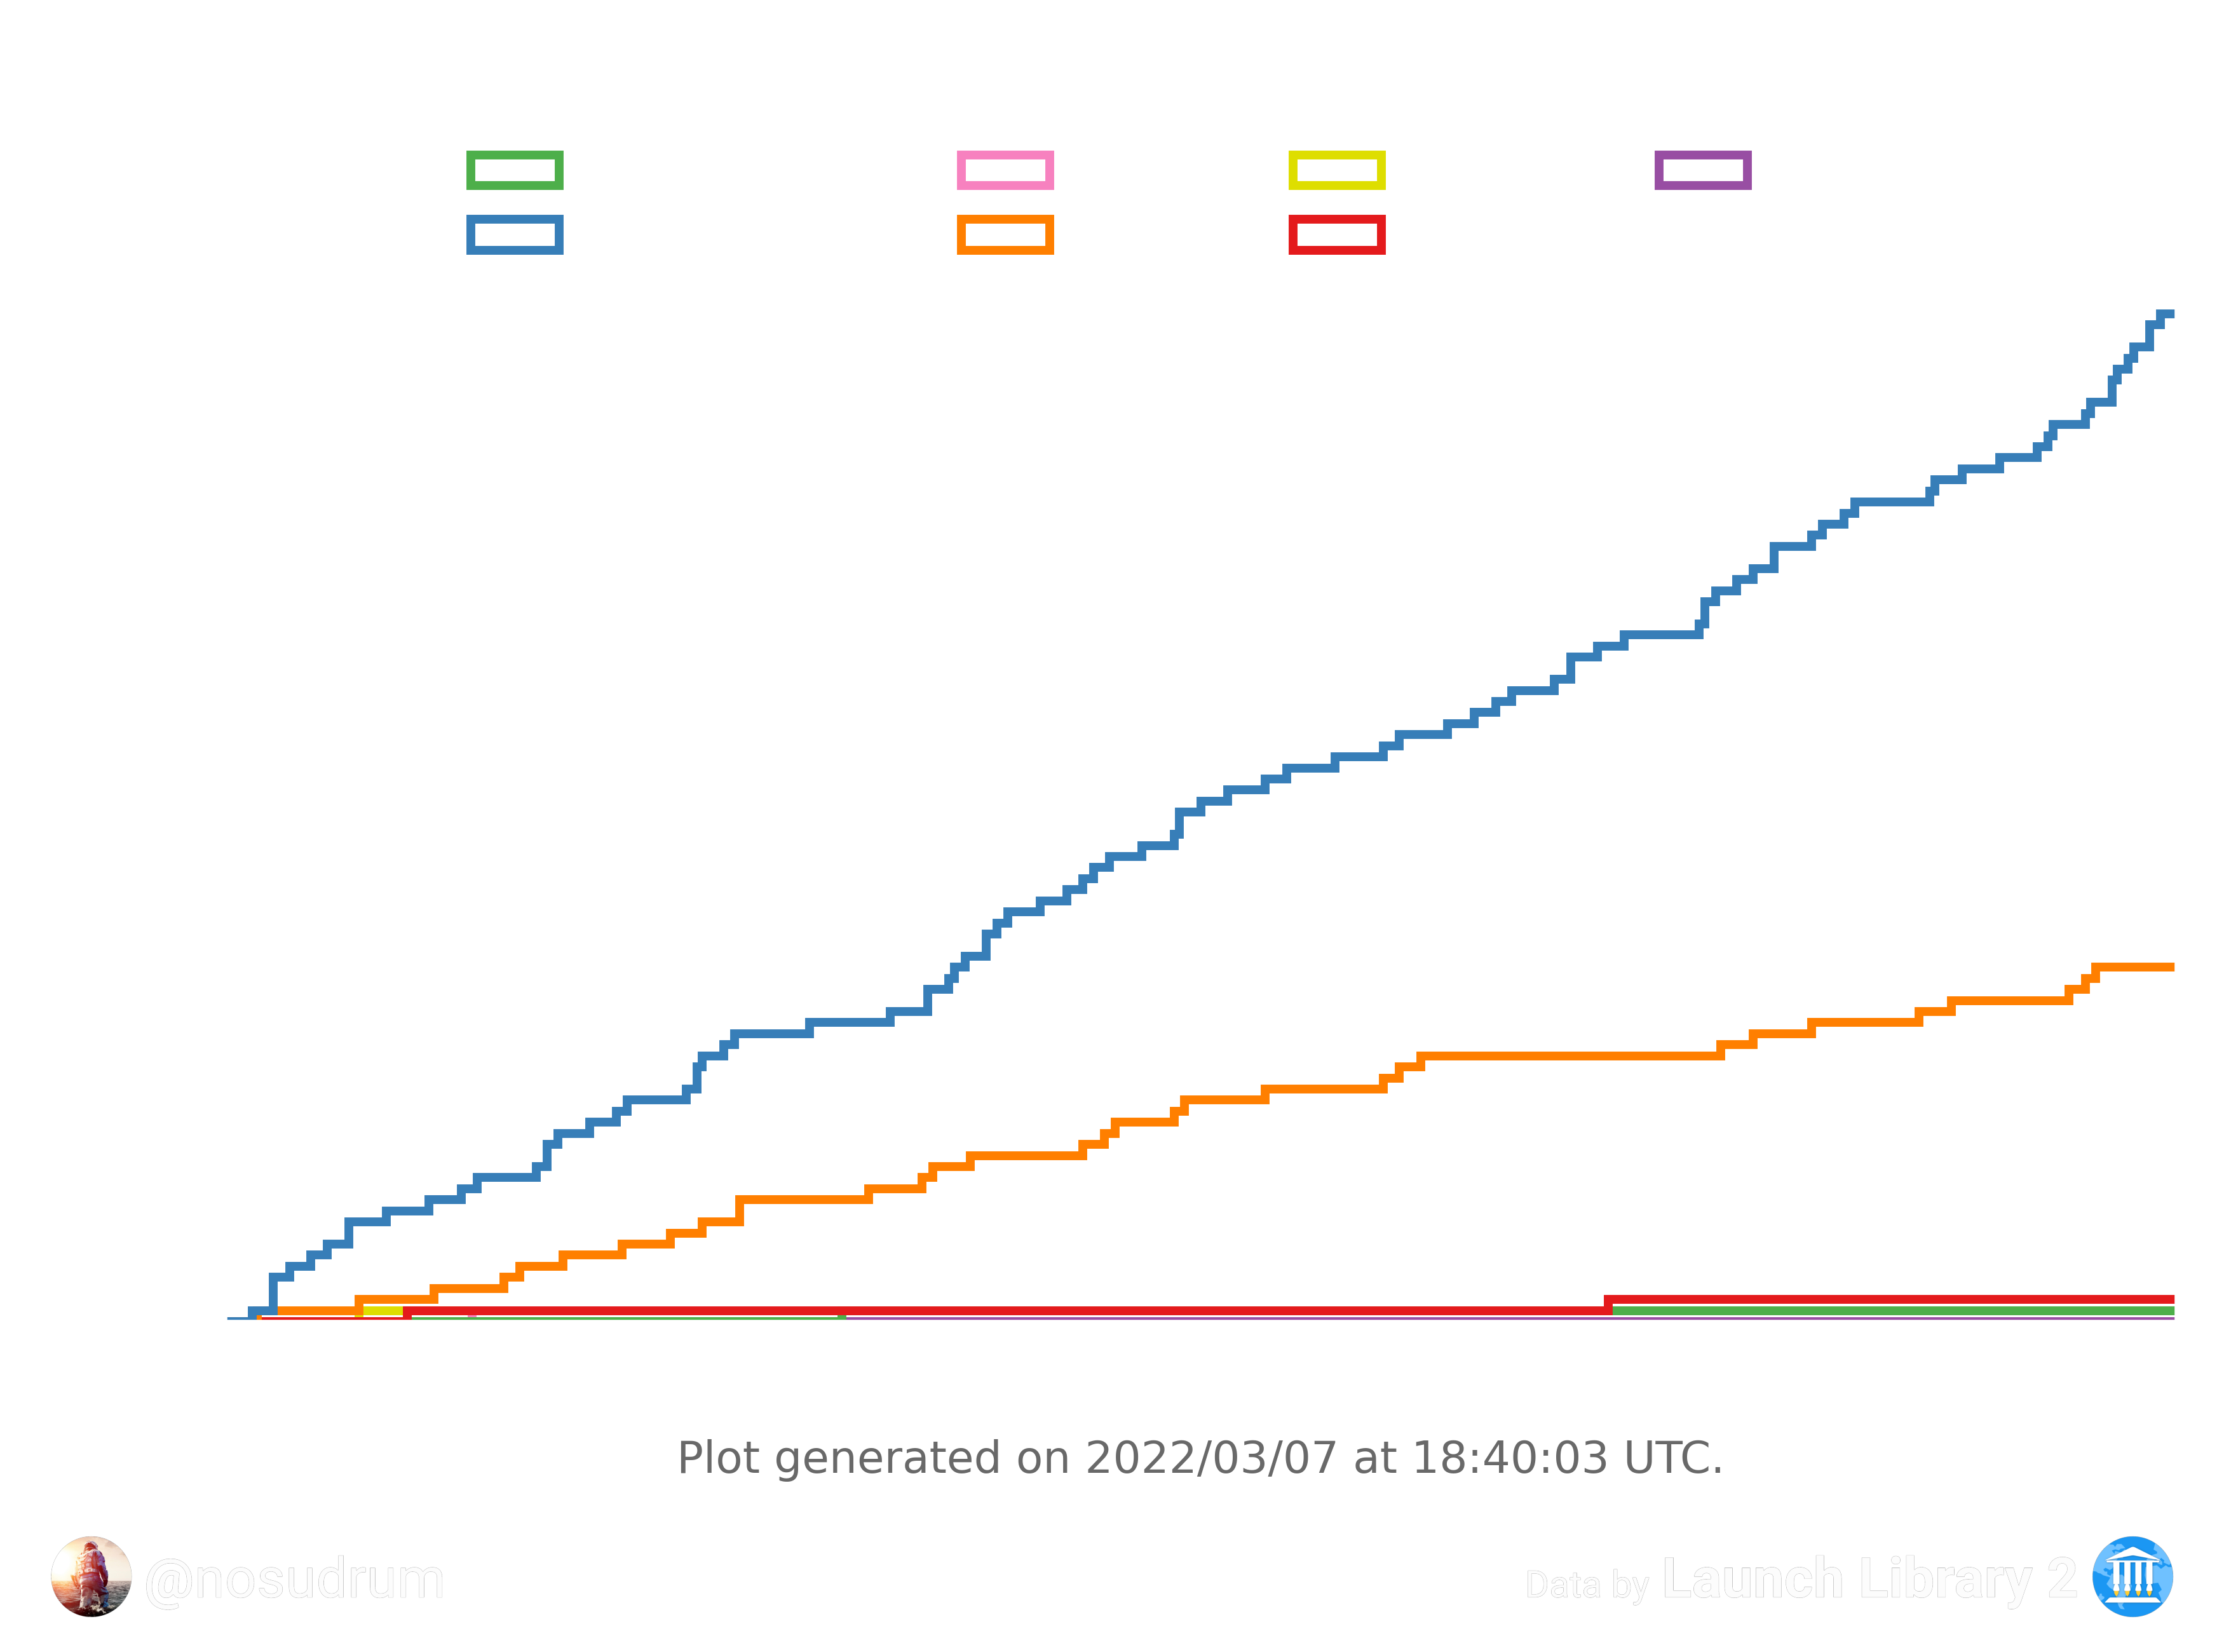 Plot generated on 2022/03/07 at 18:40:03 UTC.
@nosudrum
Data by Launch Library 2